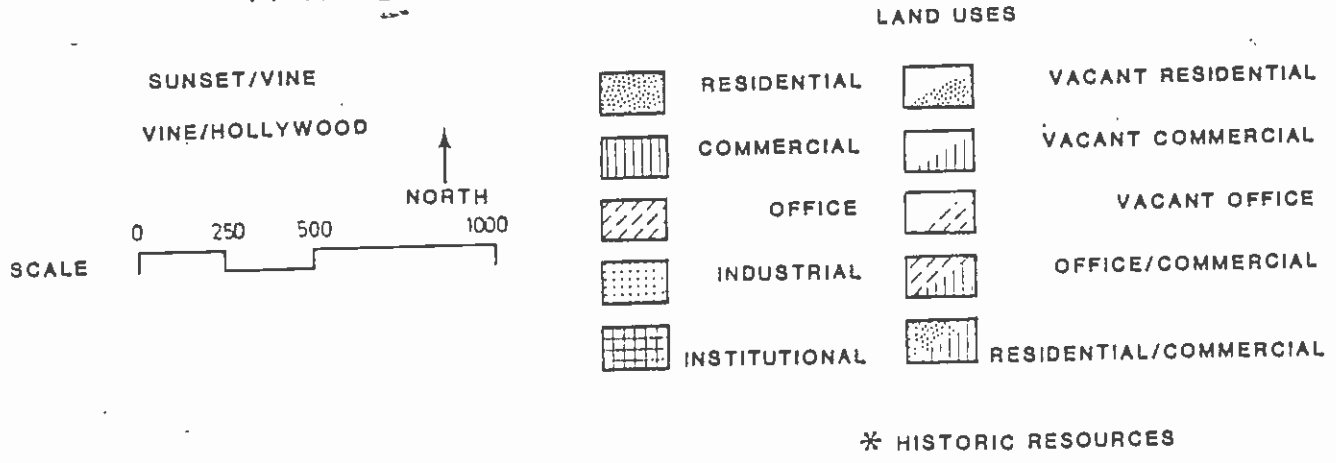 LAND USES
SUNSET/VINE
VINE/HOLLYWOOD
NORTH
0 250 500 1000
SCALE
RESIDENTIAL
COMMERCIAL
OFFICE
INDUSTRIAL
INSTITUTIONAL
VACANT RESIDENTIAL
VACANT COMMERCIAL
VACANT OFFICE
OFFICE/COMMERCIAL
RESIDENTIAL/COMMERCIAL
* HISTORIC RESOURCES